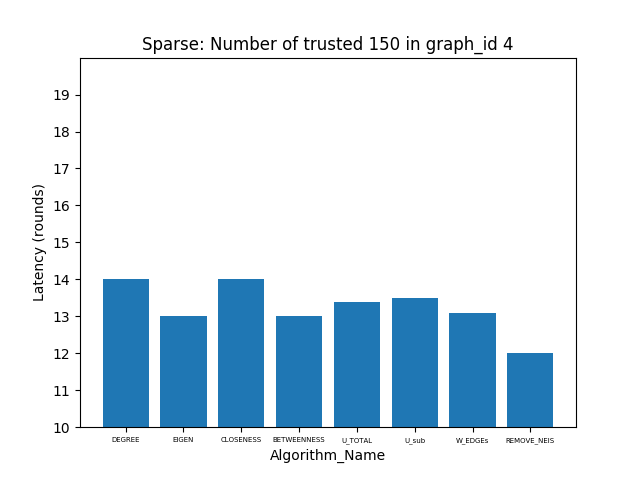 Sparse: Number of trusted 150 in graph_id 4
Latency (rounds)
19
18
17
16
15
14
13
12
11
10
DEGREE EIGEN CLOSENESS BETWEENNESS U_TOTAL U_sub W_EDGEs REMOVE_NEIS
Algorithm_Name